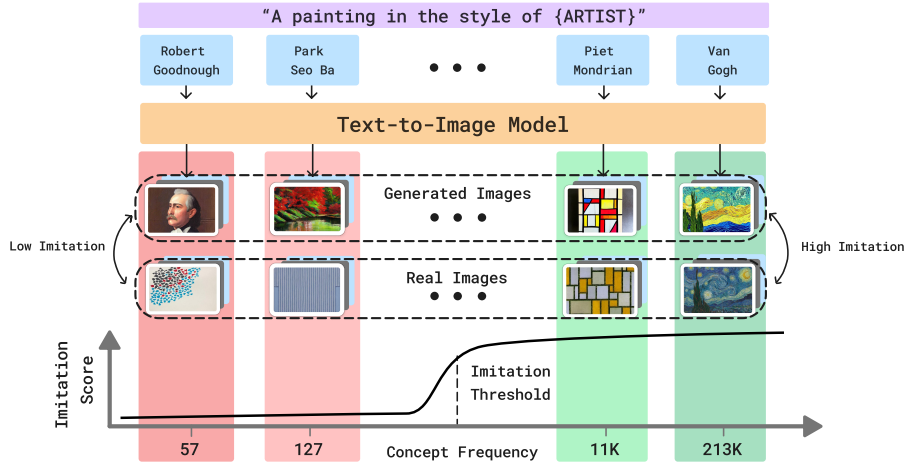 “A painting in the style of {ARTIST}”
Robert
Goodnough
Park
Seo Ba
Piet
Mondrian
Van
Gogh
Text-to-Image Model
Generated Images
Low Imitation
High Imitation
Real Images
Imitation
Score
Imitation
Threshold
57
127
Concept Frequency
11K
213K